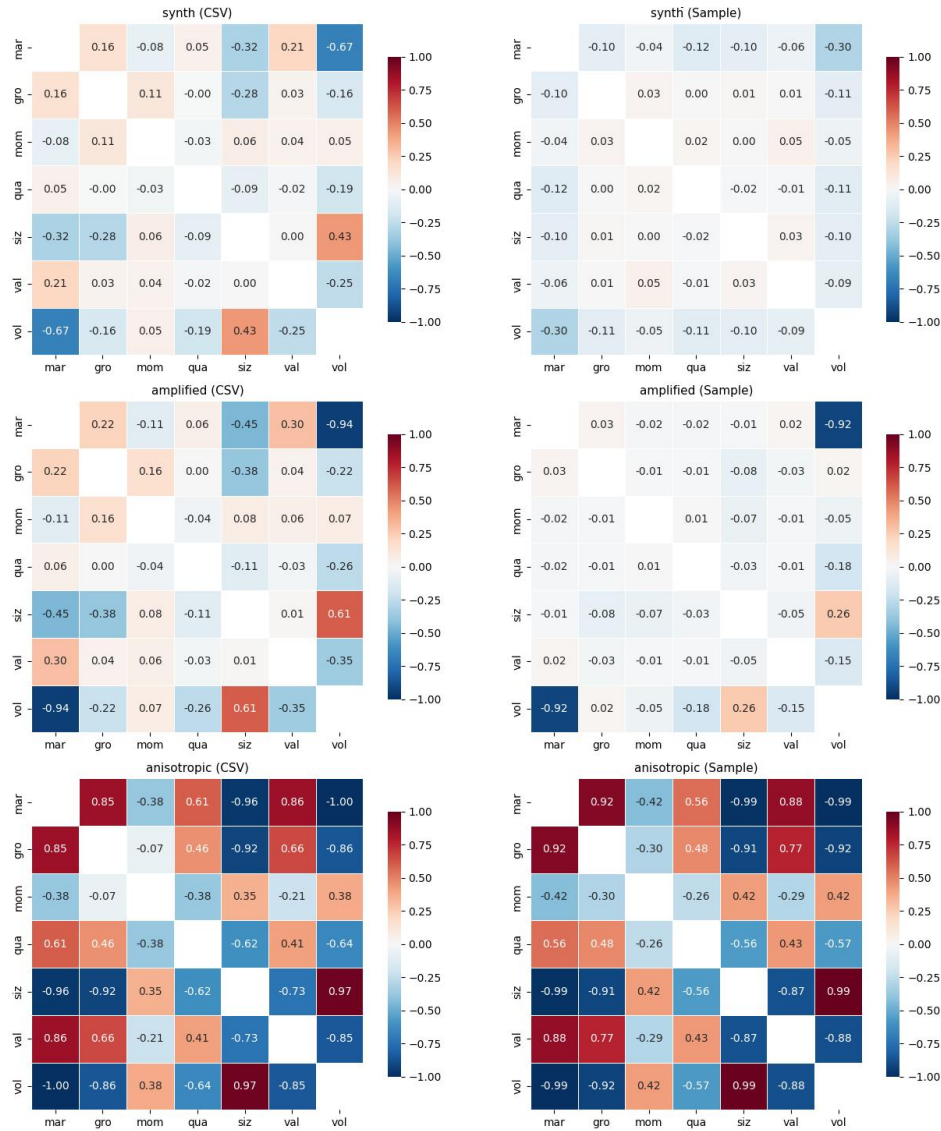 synth (CSV) synth (Sample)
mar 0.16 -0.08 0.05 -0.32 0.21 -0.67 1.00 mar -0.10 -0.04 -0.12 -0.10 -0.06 -0.30 1.00
gro 0.16 0.11 -0.00 -0.28 0.03 -0.16 0.75 gro -0.10 0.03 0.00 0.01 0.01 -0.11 0.75
0.50 0.50
mom -0.08 0.11 -0.03 0.06 0.04 0.05 0.25 mom -0.04 0.03 0.02 0.00 0.05 -0.05 0.25
qua 0.05 -0.00 -0.03 -0.09 -0.02 -0.19 0.00 qua -0.12 0.00 0.02 -0.02 -0.01 -0.11 0.00
siz -0.32 -0.28 0.06 -0.09 0.00 0.43 −0.25 siz -0.10 0.01 0.00 -0.02 0.03 -0.10 −0.25
−0.50 −0.50
val 0.21 0.03 0.04 -0.02 0.00 -0.25 −0.75 val -0.06 0.01 0.05 -0.01 0.03 -0.09 −0.75
vol -0.67 -0.16 0.05 -0.19 0.43 -0.25 −1.00 vol -0.30 -0.11 -0.05 -0.11 -0.10 -0.09 −1.00
mar gro mom qua siz val vol mar gro mom qua siz val vol
amplified (CSV) amplified (Sample)
mar 0.22 -0.11 0.06 -0.45 0.30 -0.94 1.00 mar 0.03 -0.02 -0.02 -0.01 0.02 -0.92 1.00
gro 0.22 0.16 0.00 -0.38 0.04 -0.22 0.75 gro 0.03 -0.01 -0.01 -0.08 -0.03 0.02 0.75
0.50 0.50
mom -0.11 0.16 -0.04 0.08 0.06 0.07 0.25 mom -0.02 -0.01 0.01 -0.07 -0.01 -0.05 0.25
qua 0.06 0.00 -0.04 -0.11 -0.03 -0.26 0.00 qua -0.02 -0.01 0.01 -0.03 -0.01 -0.18 0.00
siz -0.45 -0.38 0.08 -0.11 0.01 0.61 −0.25 siz -0.01 -0.08 -0.07 -0.03 -0.05 0.26 −0.25
−0.50 −0.50
val 0.30 0.04 0.06 -0.03 0.01 -0.35 −0.75 val 0.02 -0.03 -0.01 -0.01 -0.05 -0.15 −0.75
vol -0.94 -0.22 0.07 -0.26 0.61 -0.35 −1.00 vol -0.92 0.02 -0.05 -0.18 0.26 -0.15 −1.00
mar gro mom qua siz val vol mar gro mom qua siz val vol
anisotropic (CSV) anisotropic (Sample)
mar 0.85 -0.38 0.61 -0.96 0.86 -1.00 1.00 mar 0.92 -0.42 0.56 -0.99 0.88 -0.99 1.00
gro 0.85 -0.07 0.46 -0.92 0.66 -0.86 0.75 gro 0.92 -0.30 0.48 -0.91 0.77 -0.92 0.75
0.50 0.50
mom -0.38 -0.07 -0.38 0.35 -0.21 0.38 0.25 mom -0.42 -0.30 -0.26 0.42 -0.29 0.42 0.25
qua 0.61 0.46 -0.38 -0.62 0.41 -0.64 0.00 qua 0.56 0.48 -0.26 -0.56 0.43 -0.57 0.00
siz -0.96 -0.92 0.35 -0.62 -0.73 0.97 −0.25 siz -0.99 -0.91 0.42 -0.56 -0.87 0.99 −0.25
−0.50 −0.50
val 0.86 0.66 -0.21 0.41 -0.73 -0.85 −0.75 val 0.88 0.77 -0.29 0.43 -0.87 -0.88 −0.75
vol -1.00 -0.86 0.38 -0.64 0.97 -0.85 −1.00 vol -0.99 -0.92 0.42 -0.57 0.99 -0.88 −1.00
mar gro mom qua siz val vol mar gro mom qua siz val vol